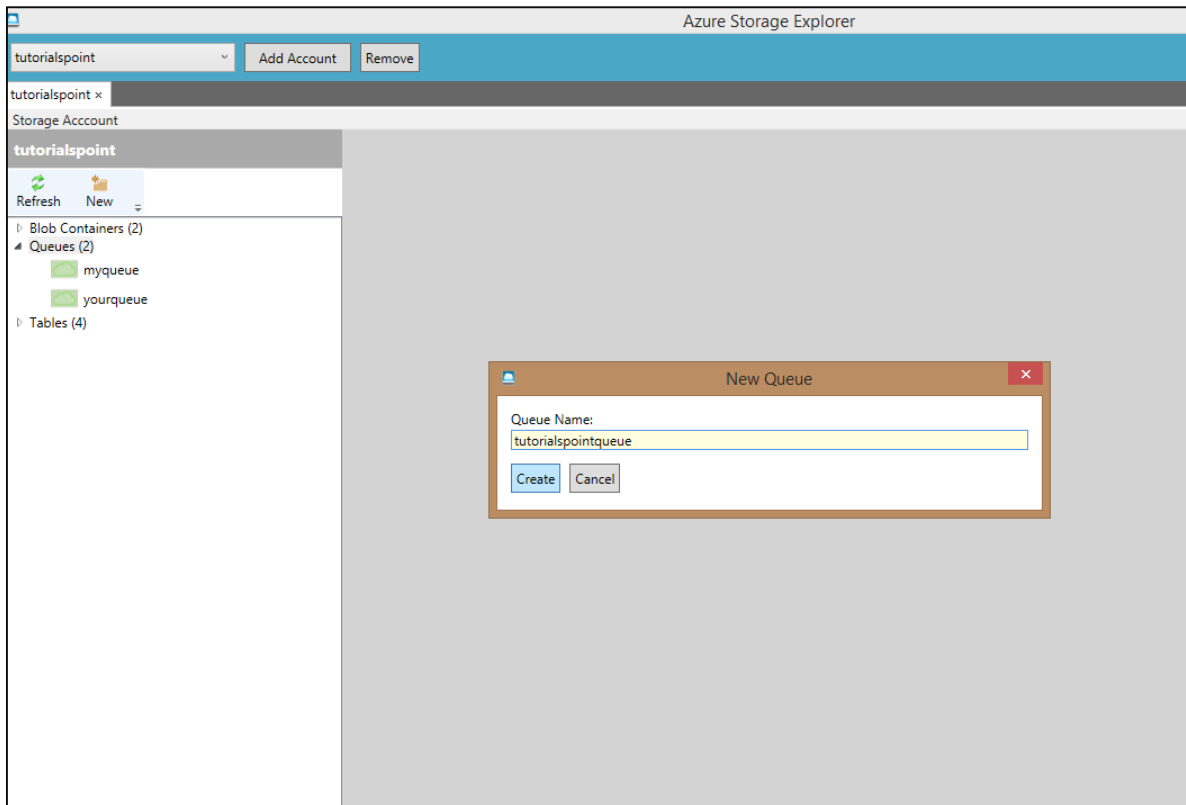 Azure Storage Explorer
tutorialspoint Add Account Remove
tutorialspoint ×
Storage Acccount
tutorialspoint
Refresh New
Blob Containers (2)
Queues (2)
myqueue
yourqueue
Tables (4)
New Queue
Queue Name:
tutorialspointqueue
Create Cancel